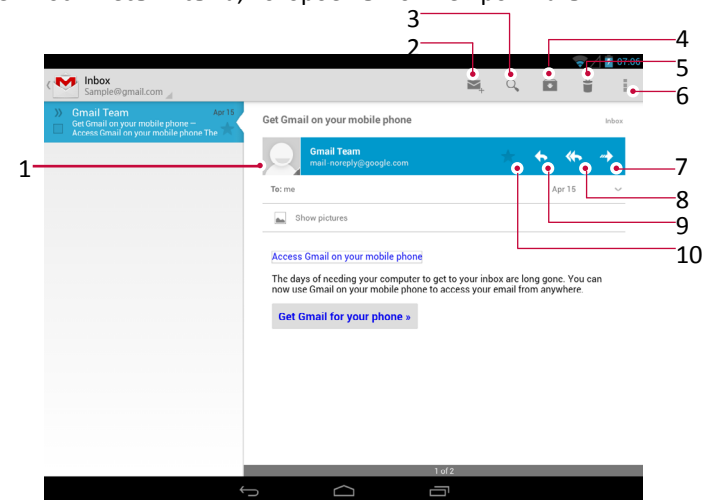 3
2
4
07:06
5
Inbox
Sample@gmail.com
6
Gmail Team Apr 15
Get Gmail on your mobile phone —
Access Gmail on your mobile phone The
Get Gmail on your mobile phone Inbox
1
Gmail Team
mail-noreply@google.com
7
To: me Apr 15
8
Show pictures
9
10
Access Gmail on your mobile phone
The days of needing your computer to get to your inbox are long gone. You can
now use Gmail on your mobile phone to access your email from anywhere.
Get Gmail for your phone »
1 of 2